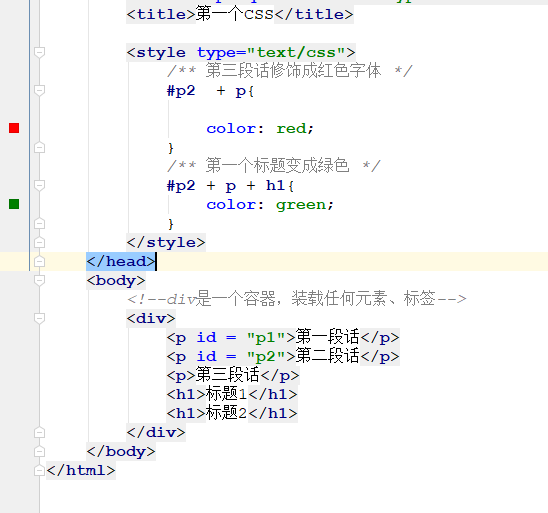 <title>第一个CSS</title>
<style type="text/css">
/** 第三段话修饰成红色字体 */
#p2  + p{
color: red;
}
/** 第一个标题变成绿色 */
#p2 + p + h1{
color: green;
}
</style>
</head>
<body>
<!--div是一个容器，装载任何元素、标签-->
<div>
<p id = "p1">第一段话</p>
<p id = "p2">第二段话</p>
<p>第三段话</p>
<h1>标题1</h1>
<h1>标题2</h1>
</div>
</body>
</html>